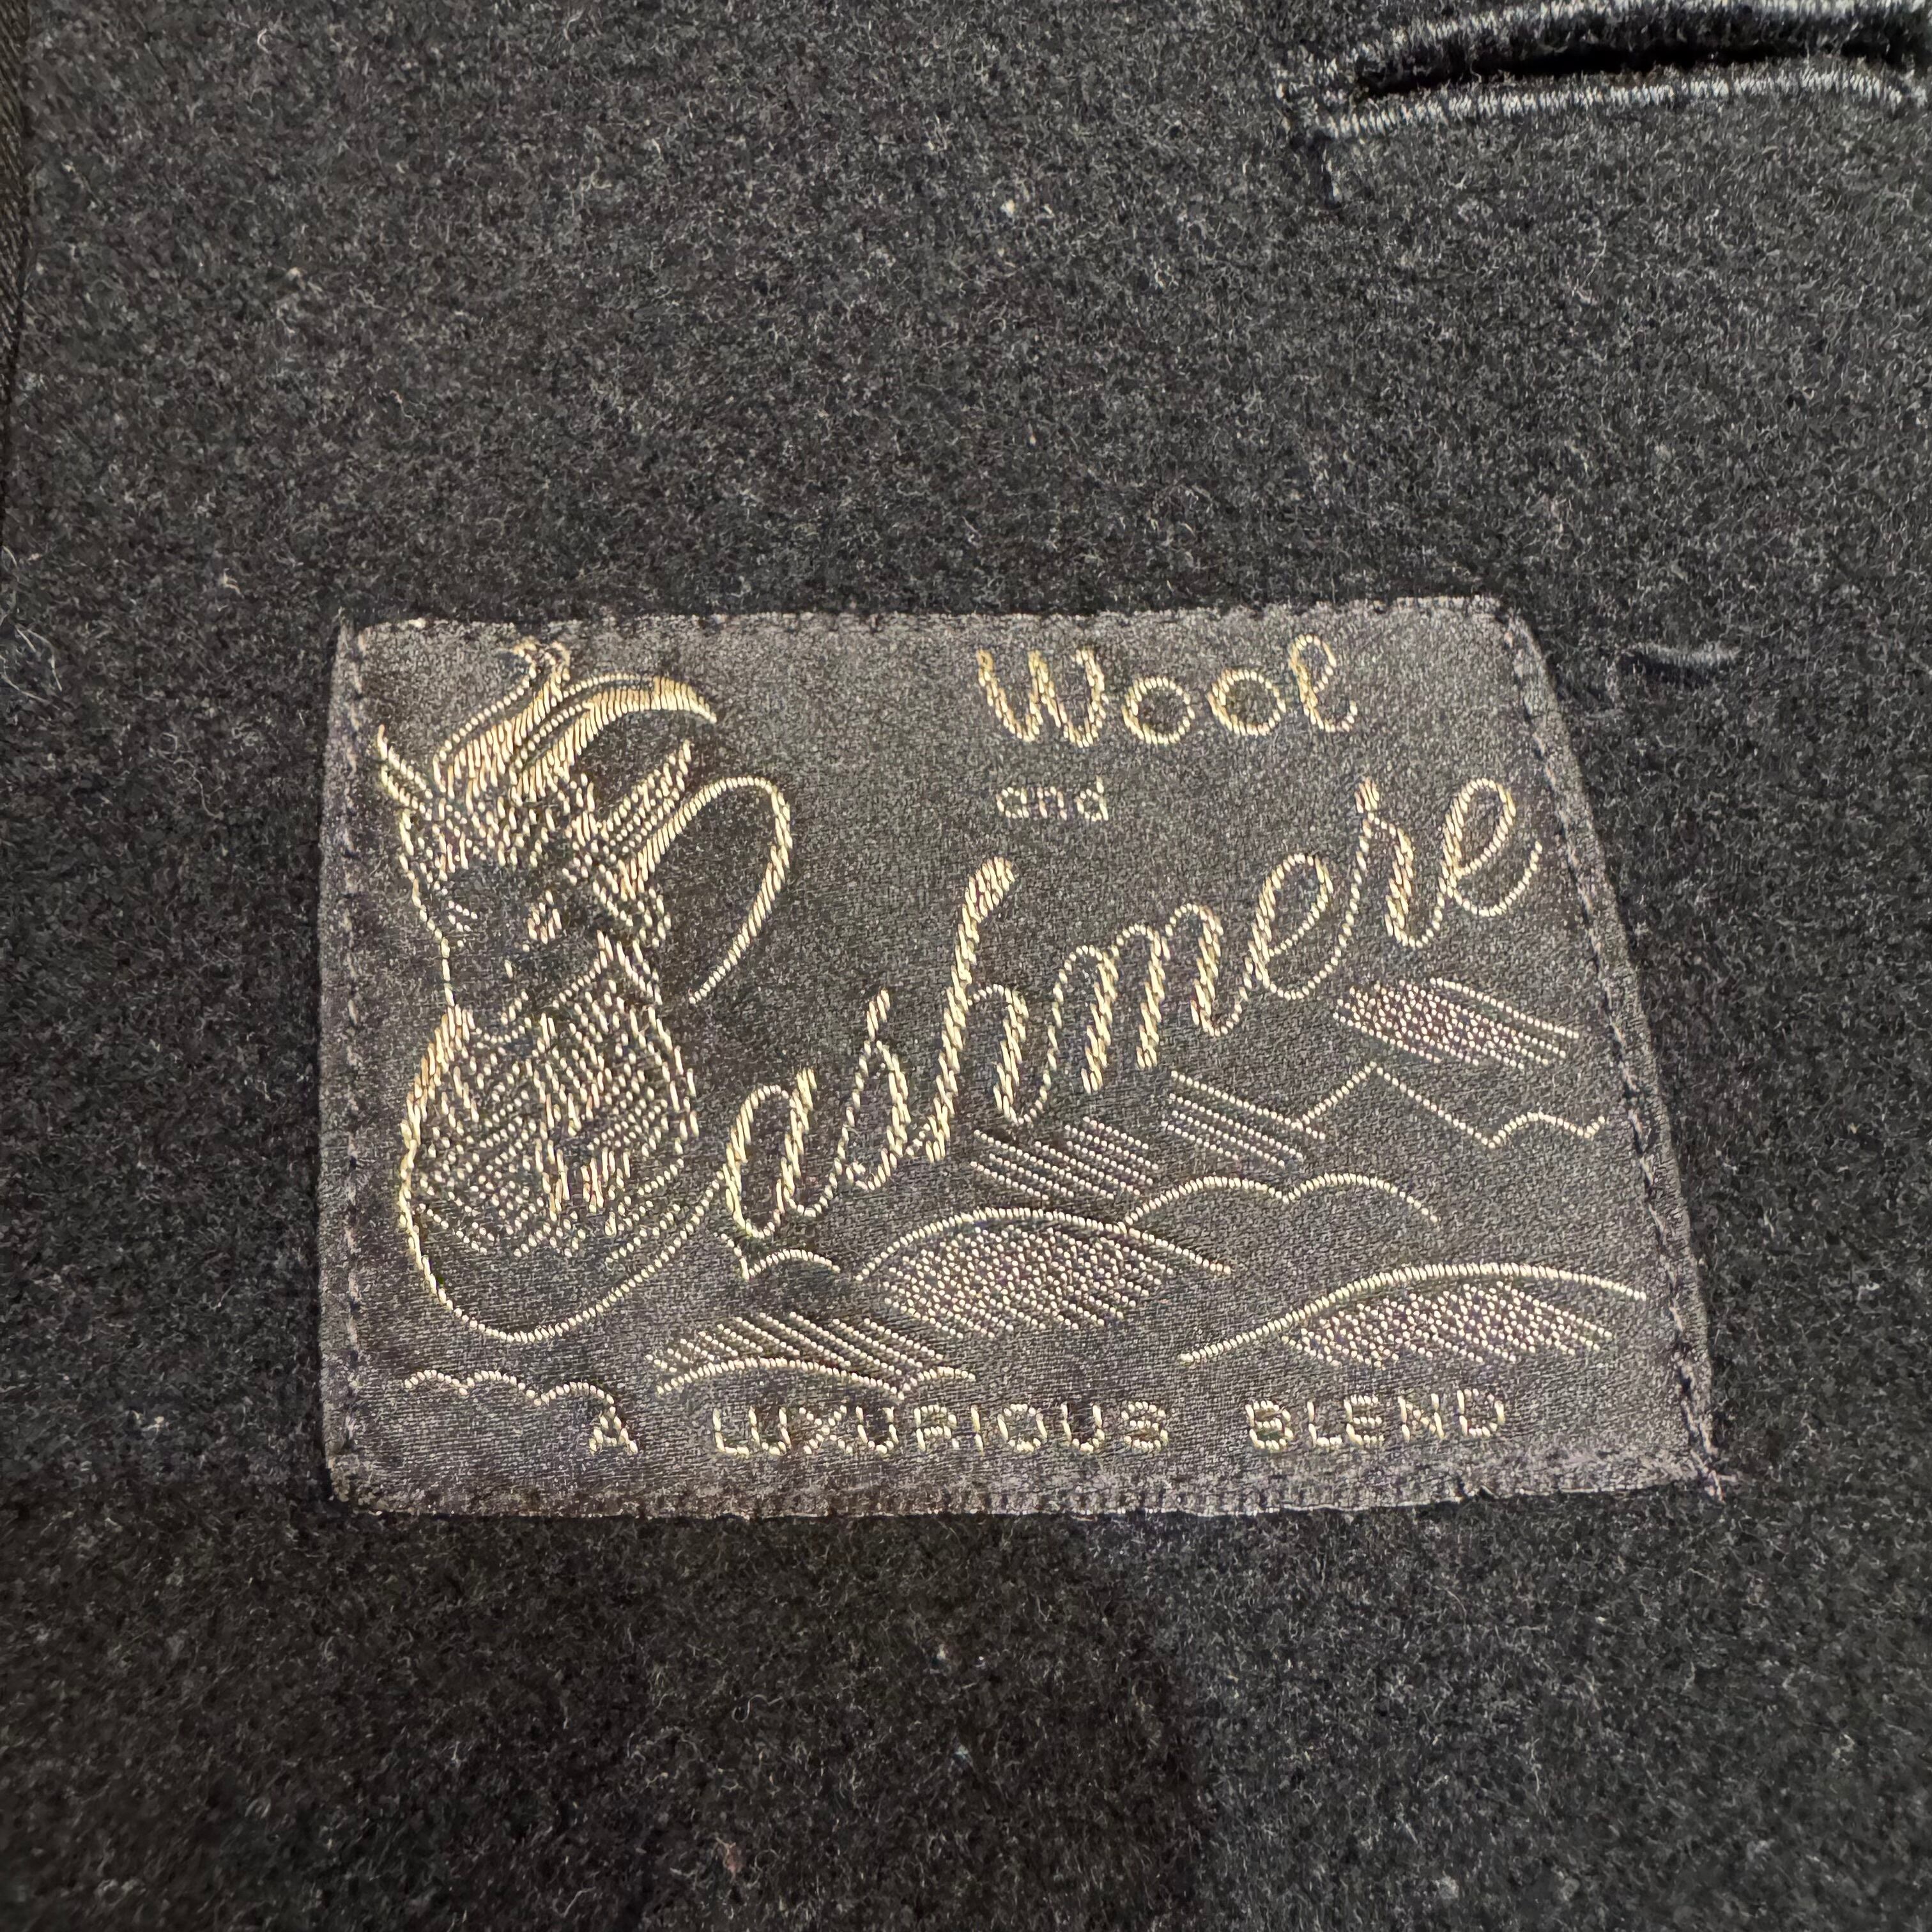 Wool
and
Cashmere
A LUXURIOUS BLEND